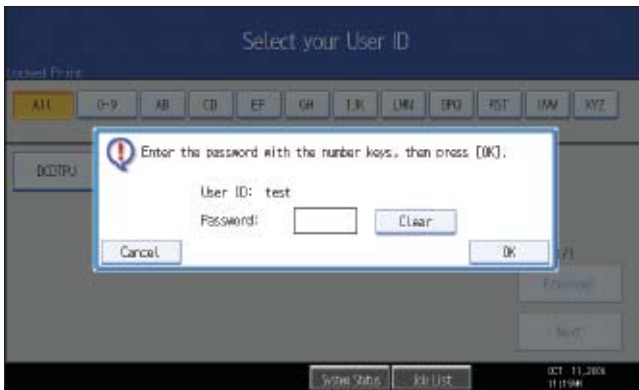 Select your User ID
Locked Print
All 0-9 AB CD EF GH IJK LMN OPQ RST UVW XYZ
Enter the password with the number keys, then press [OK].
User ID: test
Password: Clear
Cancel OK
1/1
Previous
Next
System Status Job List
OCT 11,2006